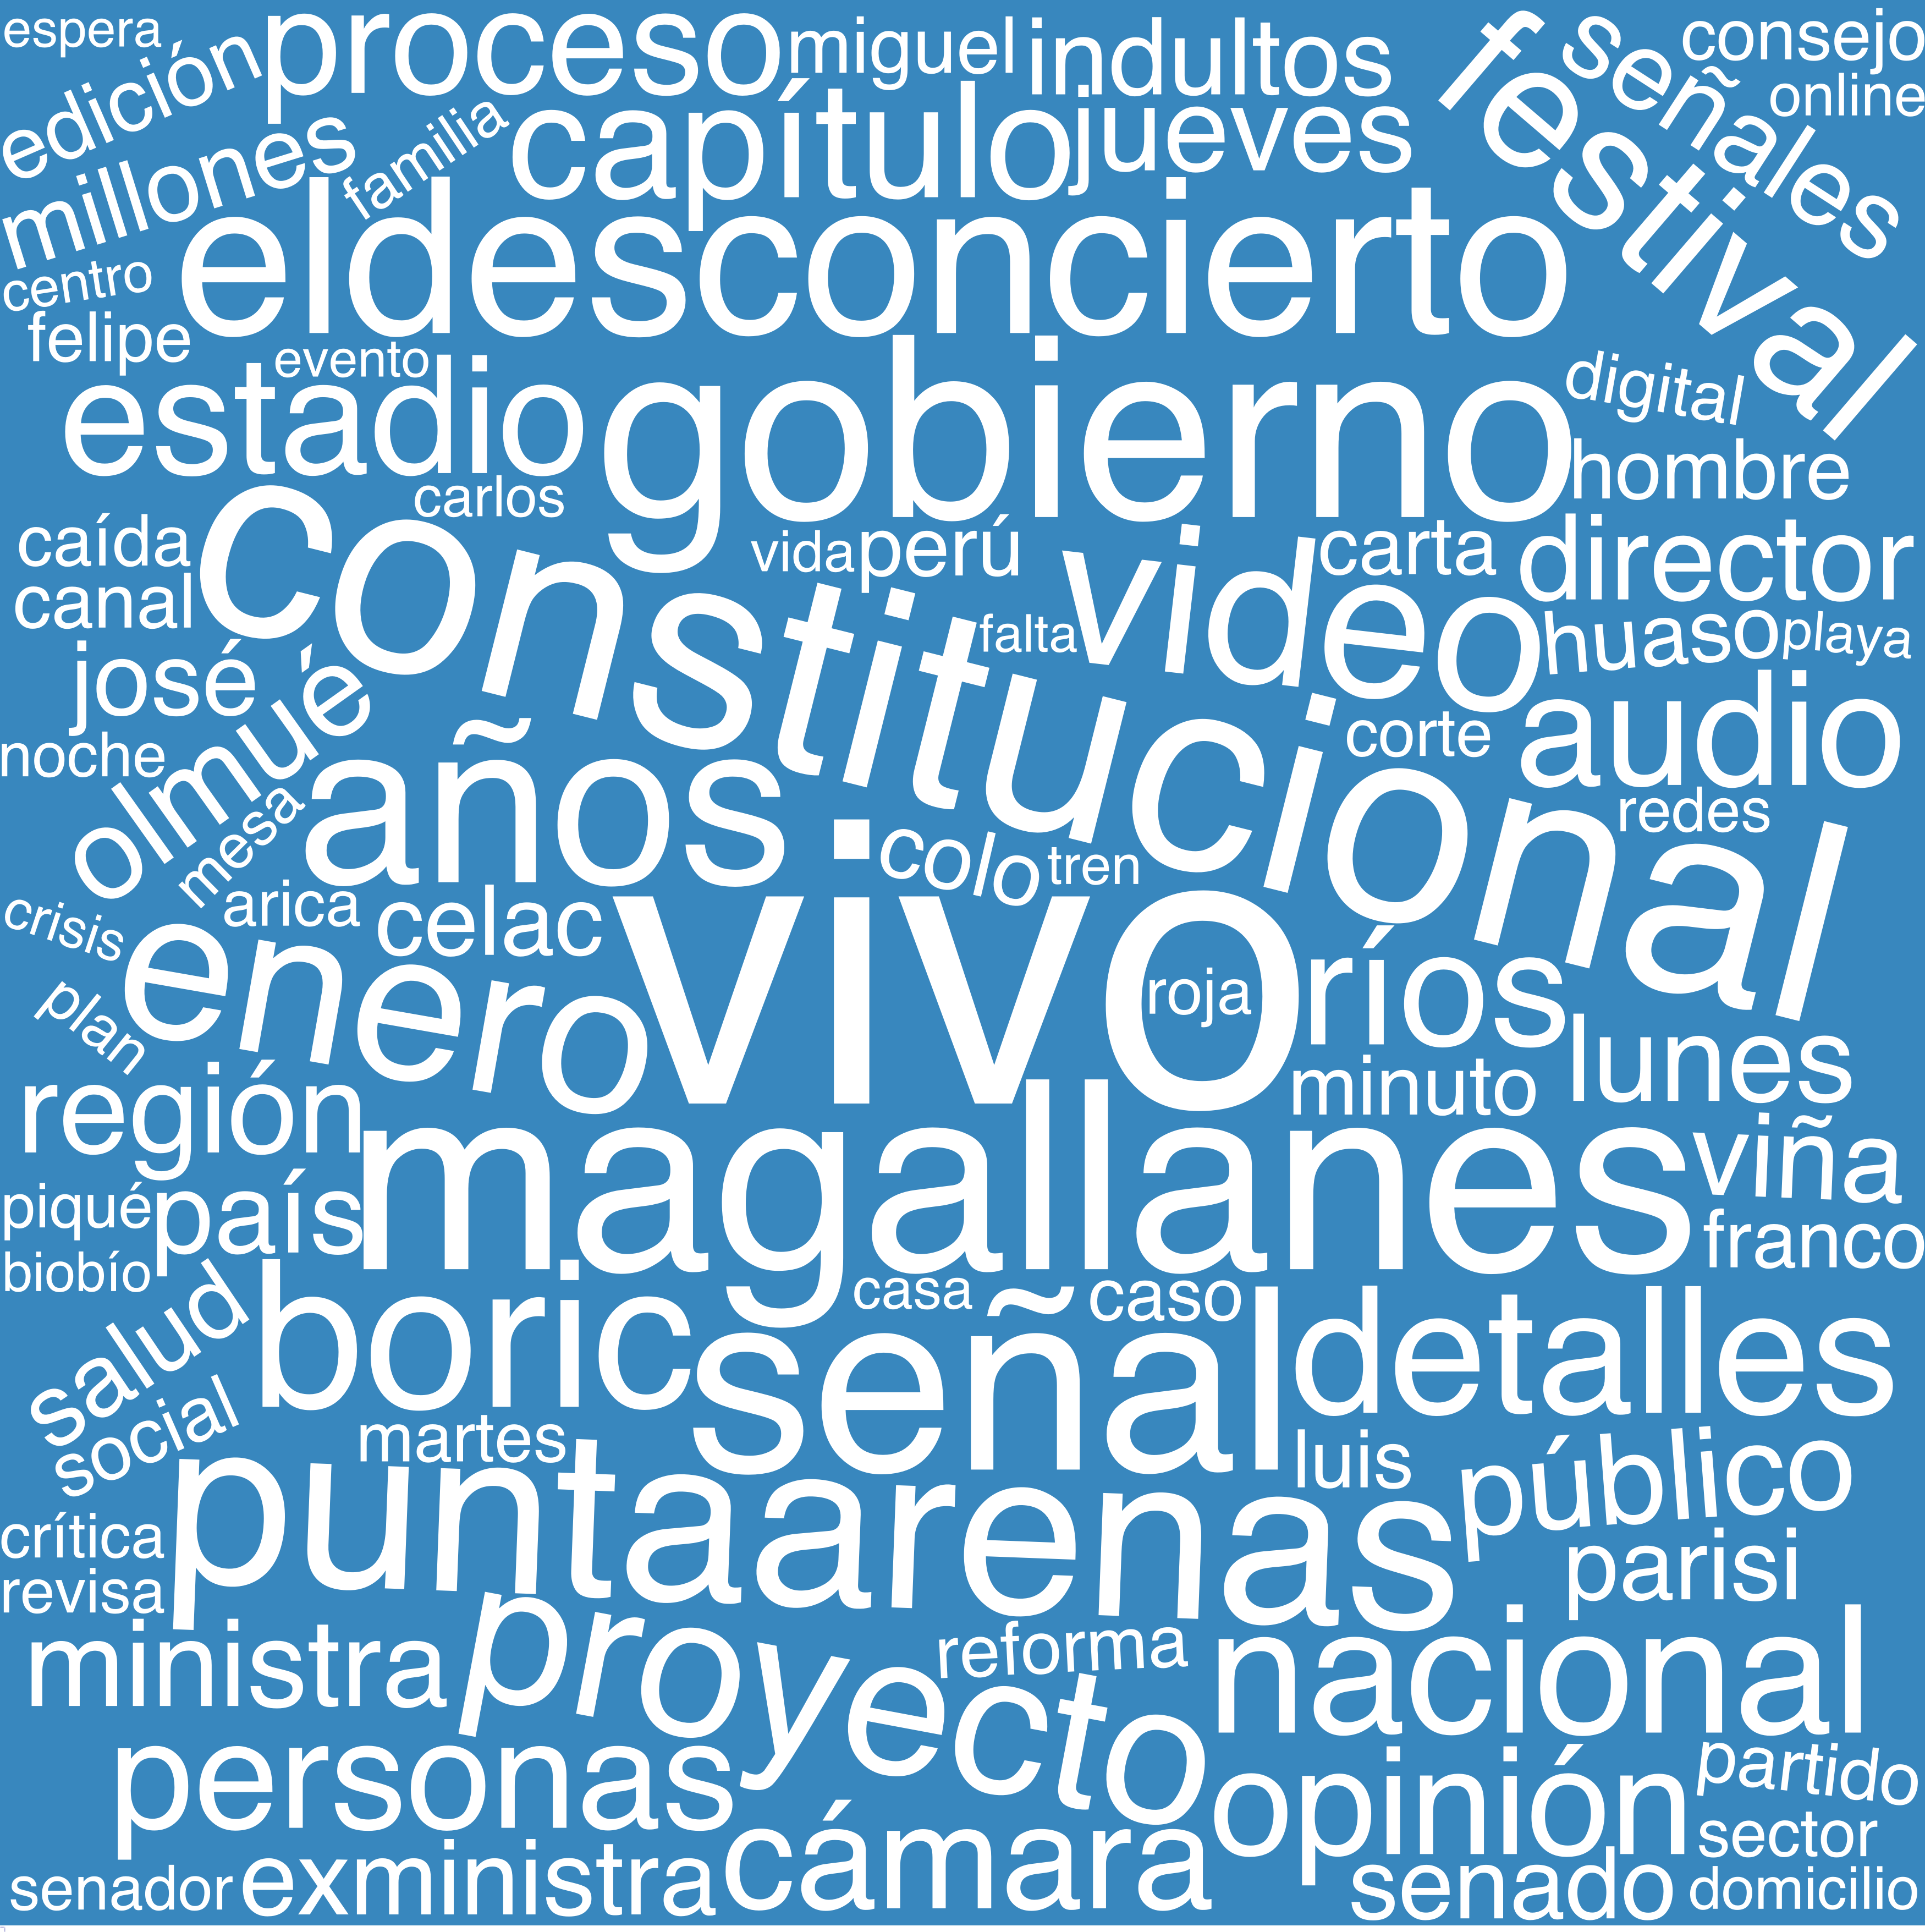 espera
proceso
miguel
indultos
festival
señales
consejo
online
edición
millones
familia
capítulo
jueves
eldesconcierto
centro
felipe
evento
estadio
gobierno
digital
hombre
carlos
constitucional
caída
canal
vida
perú
video
carta
director
falta
huaso
playa
josé
olmué
noche
mesa
años
corte
audio
redes
colo
tren
crisis
arica
celac
vivo
enero
plan
roja
ríos
lunes
minuto
región
magallanes
viña
piqué
país
franco
biobío
casa
caso
salud
boric
señal
detalles
social
martes
luis
público
puntaarenas
crítica
revisa
parisi
ministra
proyecto
reforma
nacional
personas
opinión
partido
sector
senador
exministra
cámara
senado
domicilio